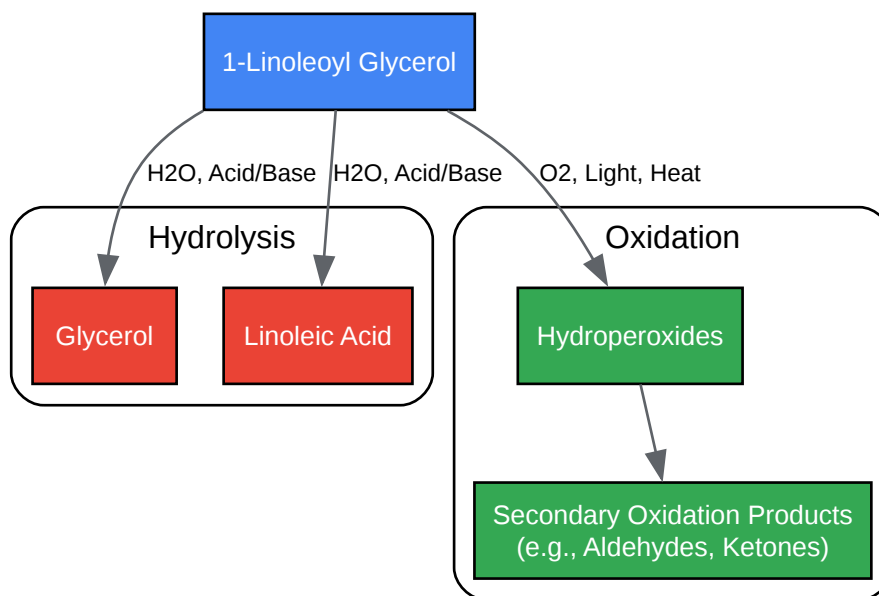 1-Linoleoyl Glycerol
H2O, Acid/Base
H2O, Acid/Base
O2, Light, Heat
Hydrolysis
Oxidation
Glycerol
Linoleic Acid
Hydroperoxides
Secondary Oxidation Products
(e.g., Aldehydes, Ketones)